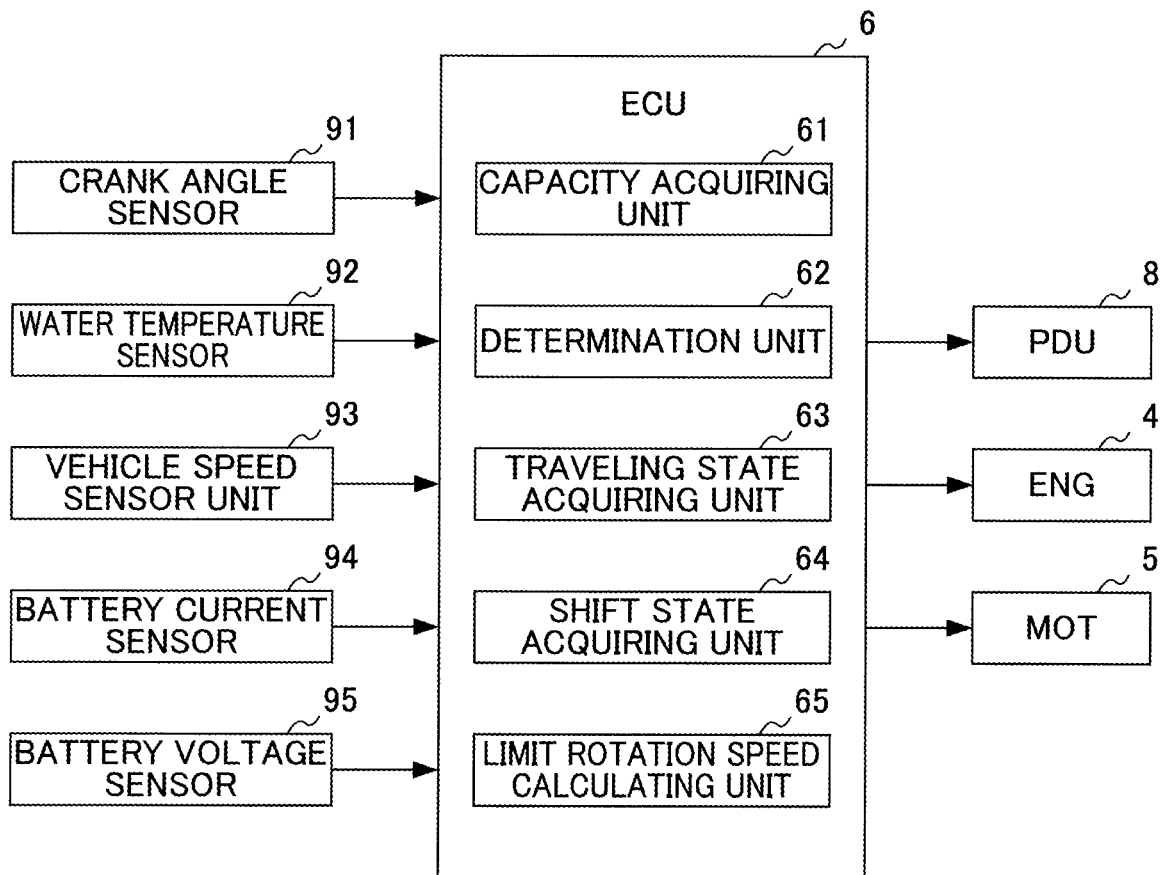 6
ECU
91
CRANK ANGLE
SENSOR
61
CAPACITY ACQUIRING
UNIT
92
WATER TEMPERATURE
SENSOR
62
DETERMINATION UNIT
8
PDU
93
VEHICLE SPEED
SENSOR UNIT
63
TRAVELING STATE
ACQUIRING UNIT
4
ENG
94
BATTERY CURRENT
SENSOR
64
SHIFT STATE
ACQUIRING UNIT
5
MOT
95
BATTERY VOLTAGE
SENSOR
65
LIMIT ROTATION SPEED
CALCULATING UNIT